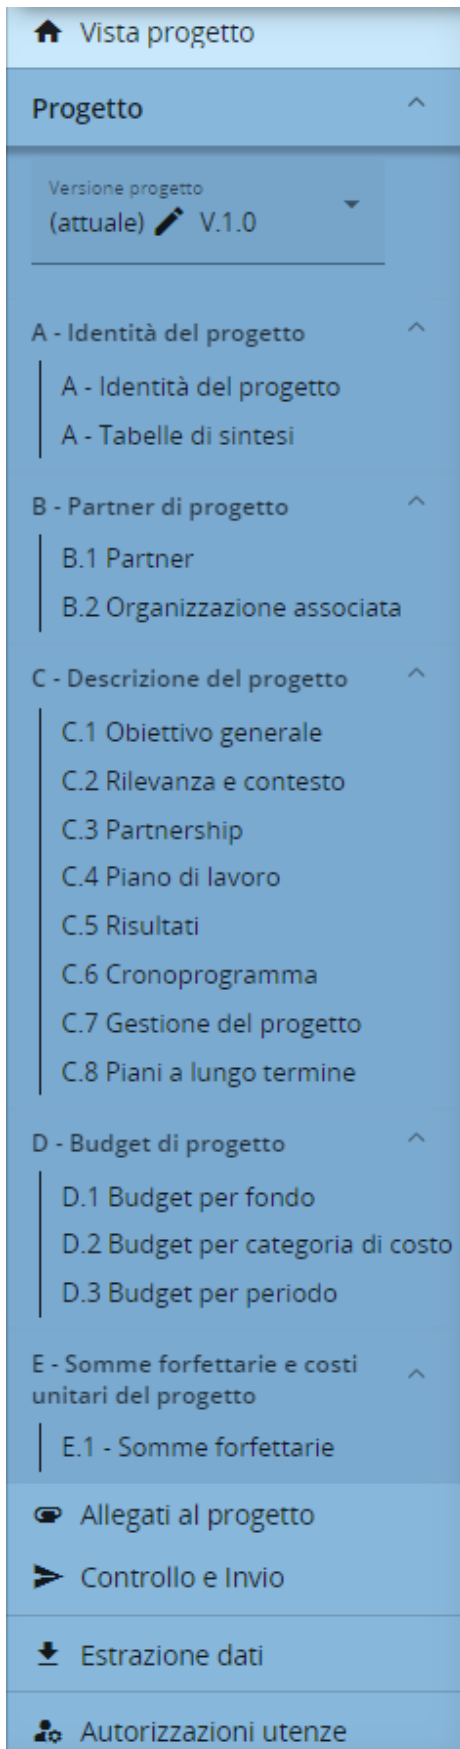 Vista progetto
Progetto
Versione progetto
(attuale) V.1.0
A - Identità del progetto
A - Identità del progetto
A - Tabelle di sintesi
B - Partner di progetto
B.1 Partner
B.2 Organizzazione associata
C - Descrizione del progetto
C.1 Obiettivo generale
C.2 Rilevanza e contesto
C.3 Partnership
C.4 Piano di lavoro
C.5 Risultati
C.6 Cronoprogramma
C.7 Gestione del progetto
C.8 Piani a lungo termine
D - Budget di progetto
D.1 Budget per fondo
D.2 Budget per categoria di costo
D.3 Budget per periodo
E - Somme forfettarie e costi
unitari del progetto
E.1 - Somme forfettarie
Allegati al progetto
Controllo e Invio
Estrazione dati
Autorizzazioni utenze